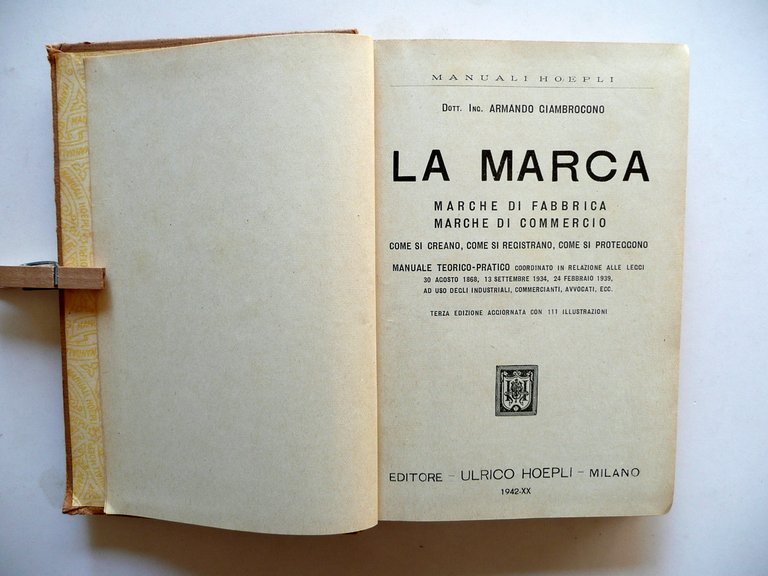 MANUALI HOEPLI
DOTT. ING. ARMANDO GIAMBROCONO
LA MARCA
MARCHE DI FABBRICA
MARCHE DI COMMERCIO
COME SI CREANO, COME SI REGISTRANO, COME SI PROTEGGONO
MANUALE TEORICO-PRATICO COORDINATO IN RELAZIONE ALLE LEGGI
30 AGOSTO 1868, 13 SETTEMBRE 1934, 24 FEBBRAIO 1939,
AD USO DEGLI INDUSTRIALI, COMMERCIANTI, AVVOCATI, ECC.
TERZA EDIZIONE AGGIORNATA CON 111 ILLUSTRAZIONI
EDITORE - ULRICO HOEPLI - MILANO
1942-XX